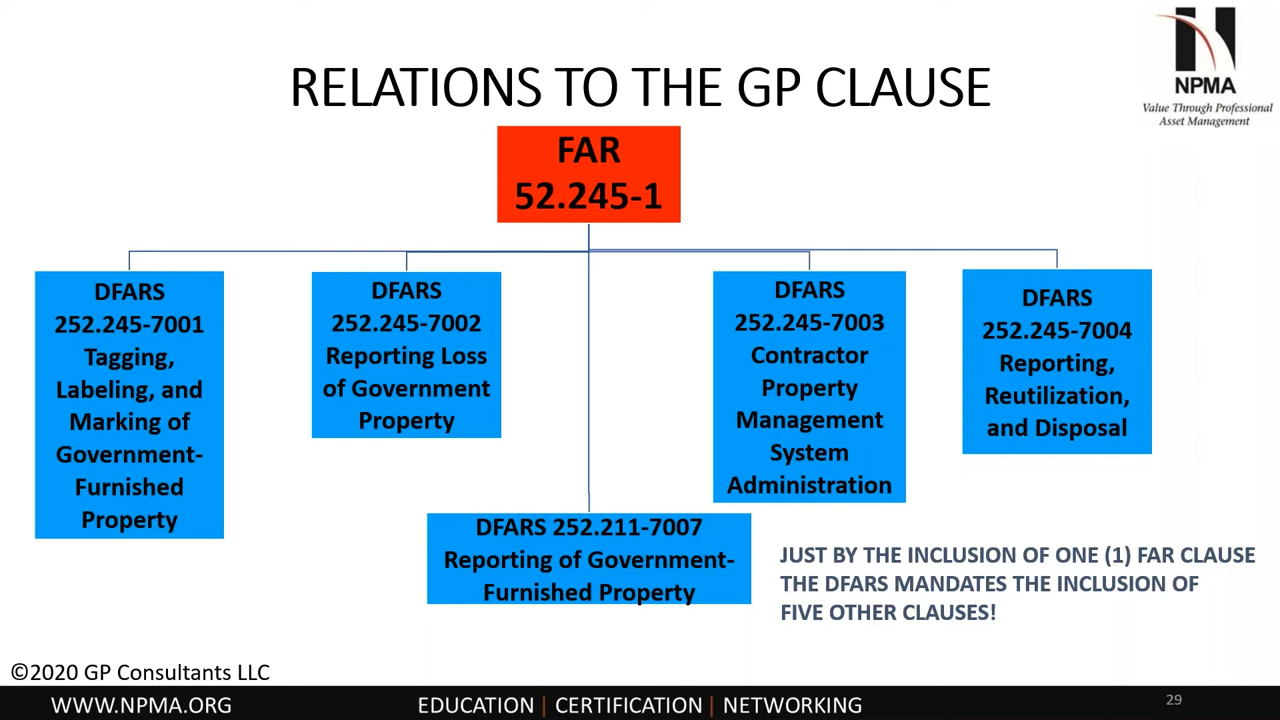 RELATIONS TO THE GP CLAUSE
NPMA
Value Through Professional
Asset Management
FAR
52.245-1
DFARS
252.245-7001
Tagging,
Labeling, and
Marking of
Government-
Furnished
Property
DFARS
252.245-7002
Reporting Loss
of Government
Property
DFARS
252.245-7003
Contractor
Property
Management
System
Administration
DFARS
252.245-7004
Reporting,
Reutilization,
and Disposal
DFARS 252.211-7007
Reporting of Government-
Furnished Property
JUST BY THE INCLUSION OF ONE (1) FAR CLAUSE
THE DFARS MANDATES THE INCLUSION OF
FIVE OTHER CLAUSES!
©2020 GP Consultants LLC
WWW.NPMA.ORG
EDUCATION | CERTIFICATION | NETWORKING
29